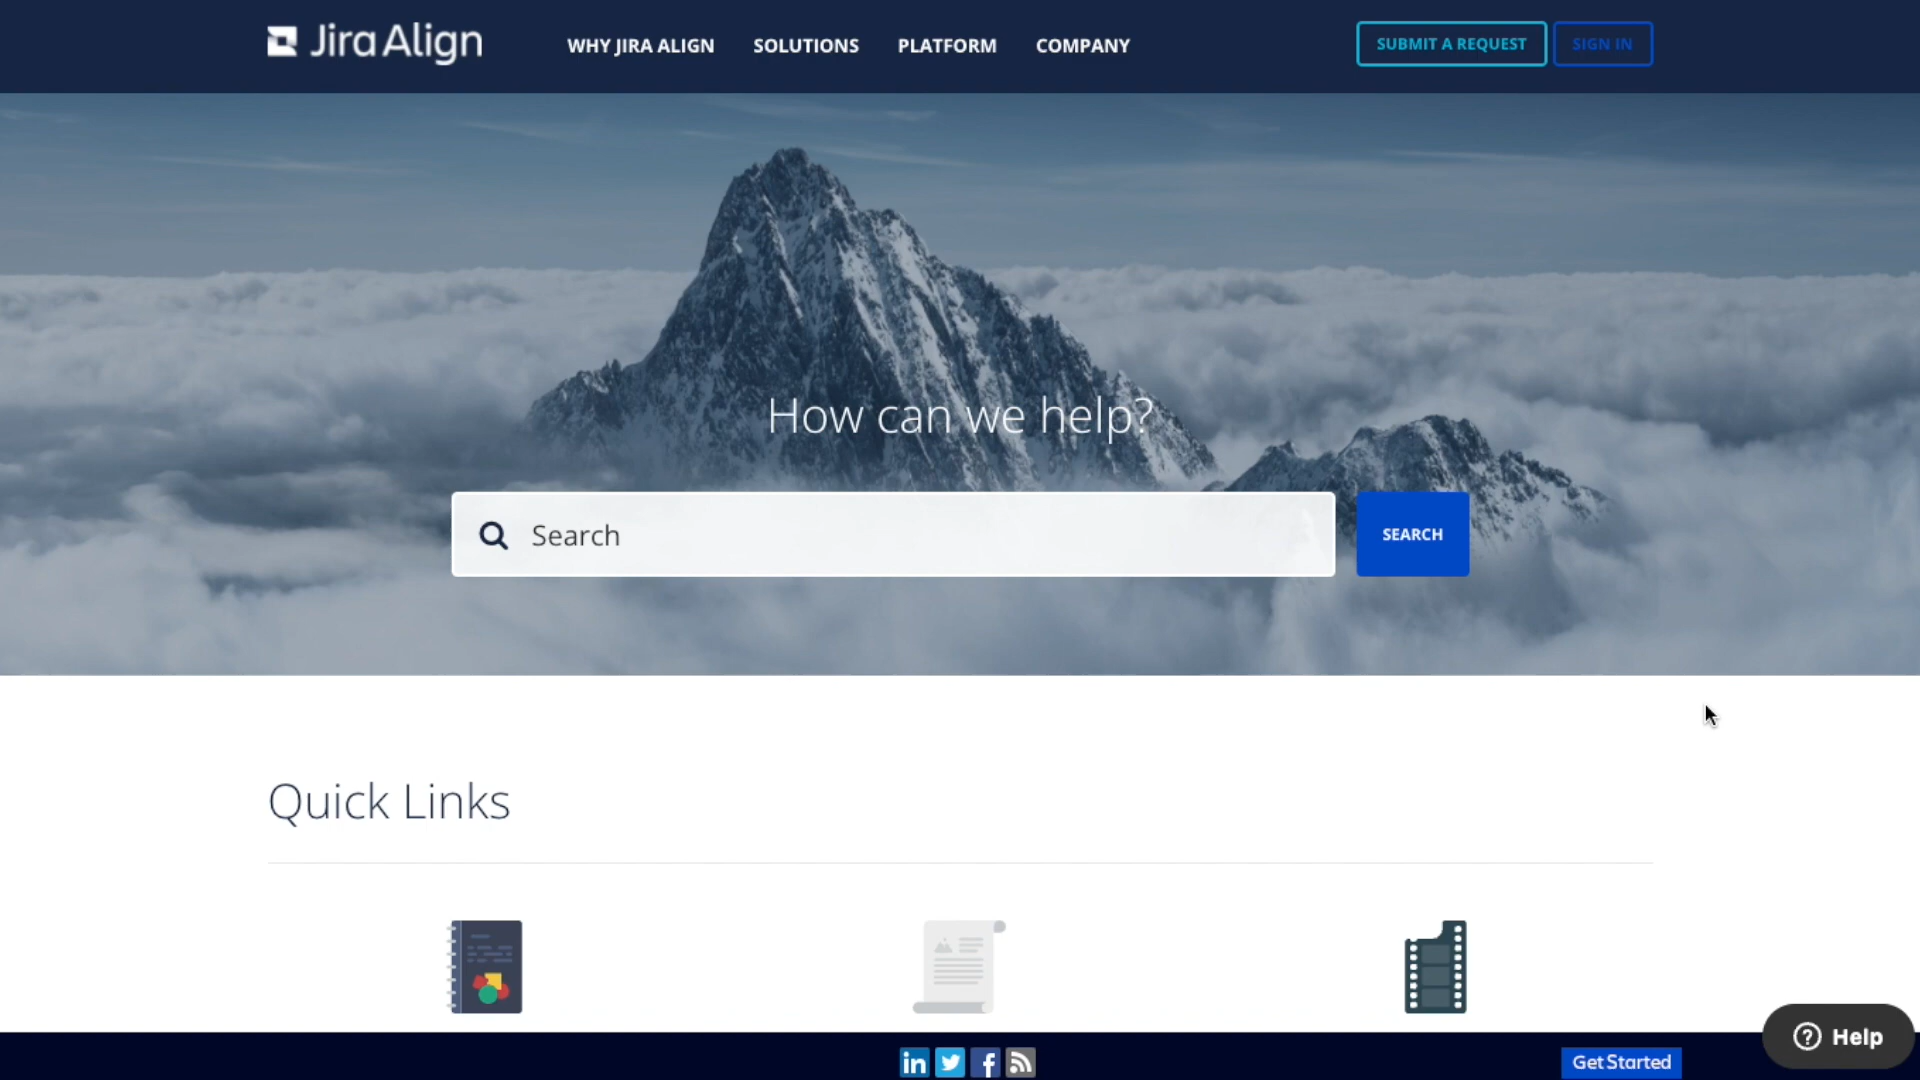 Jira Align
WHY JIRA ALIGN
SOLUTIONS
PLATFORM
COMPANY
SUBMIT A REQUEST
SIGN IN
How can we help?
Search
SEARCH
Quick Links
in
Get Started
Help